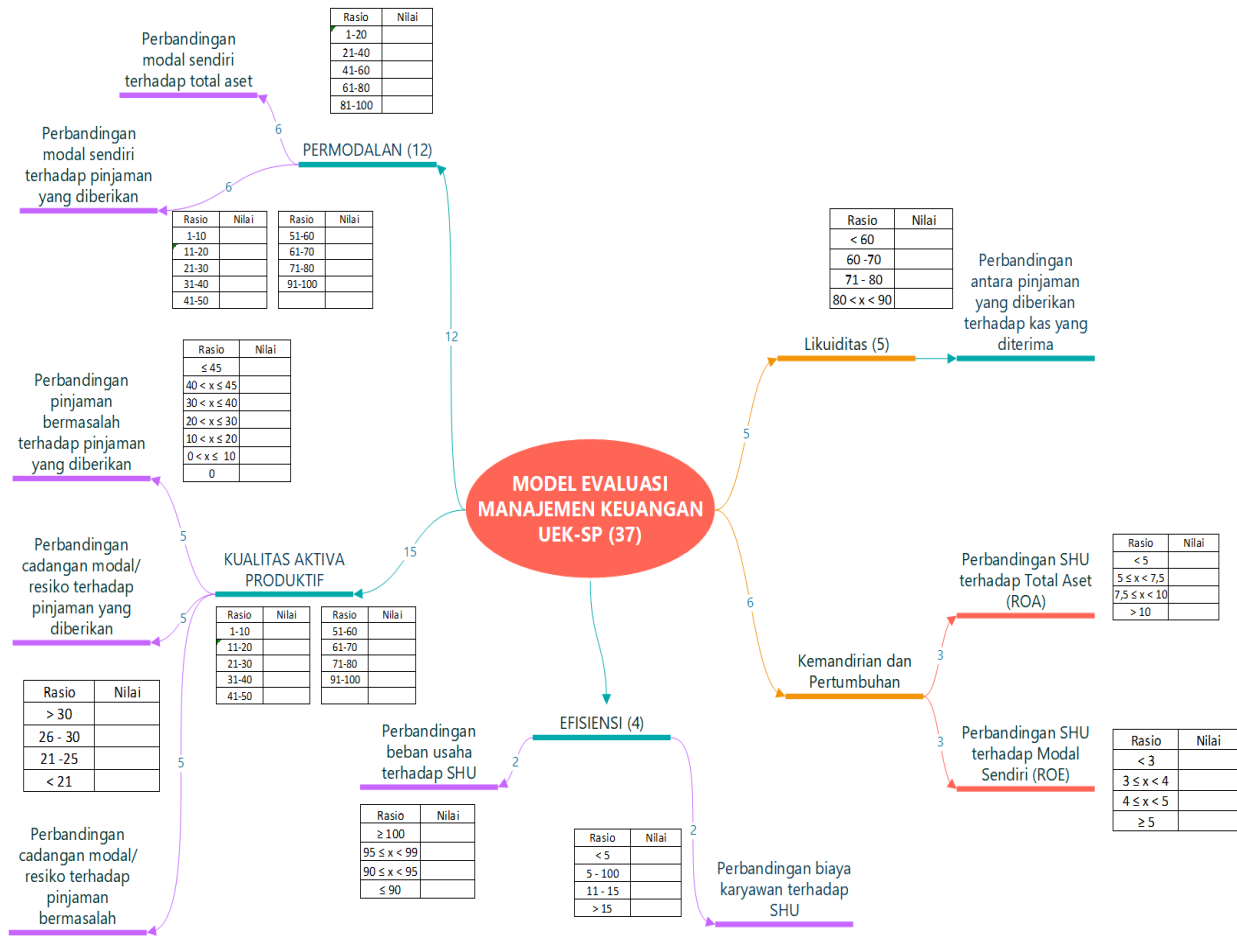 Rasio Nilai
1-20
21-40
41-60
61-80
81-100
Perbandingan
modal sendiri
terhadap total aset
6
PERMODALAN (12)
Perbandingan
modal sendiri
terhadap pinjaman
yang diberikan
6
Rasio Nilai
1-10
11-20
21-30
31-40
41-50
Rasio Nilai
51-60
61-70
71-80
91-100
12
Rasio Nilai
≤ 45
40 < x ≤ 45
30 < x ≤ 40
20 < x ≤ 30
10 < x ≤ 20
0 < x ≤ 10
0
Perbandingan
pinjaman
bermasalah
terhadap pinjaman
yang diberikan
5
15
KUALITAS AKTIVA
PRODUKTIF
Perbandingan
cadangan modal/
resiko terhadap
pinjaman yang
diberikan
5
Rasio Nilai
1-10
11-20
21-30
31-40
41-50
Rasio Nilai
51-60
61-70
71-80
91-100
Rasio Nilai
> 30
26 - 30
21 -25
< 21
5
Perbandingan
cadangan modal/
resiko terhadap
pinjaman
bermasalah
MODEL EVALUASI
MANAJEMEN KEUANGAN
UEK-SP (37)
EFISIENSI (4)
Perbandingan
beban usaha
terhadap SHU
2
Rasio Nilai
≥ 100
95 ≤ x < 99
90 ≤ x < 95
≤ 90
2
Rasio Nilai
< 5
5 - 100
11 - 15
> 15
Perbandingan biaya
karyawan terhadap
SHU
Rasio Nilai
< 60
60 -70
71 - 80
80 < x < 90
Perbandingan
antara pinjaman
yang diberikan
terhadap kas yang
diterima
Likuiditas (5)
5
6
Kemandirian dan
Pertumbuhan
Perbandingan SHU
terhadap Total Aset
(ROA)
3
Rasio Nilai
< 5
5 ≤ x < 7,5
7,5 ≤ x < 10
> 10
3
Perbandingan SHU
terhadap Modal
Sendiri (ROE)
Rasio Nilai
< 3
3 ≤ x < 4
4 ≤ x < 5
≥ 5